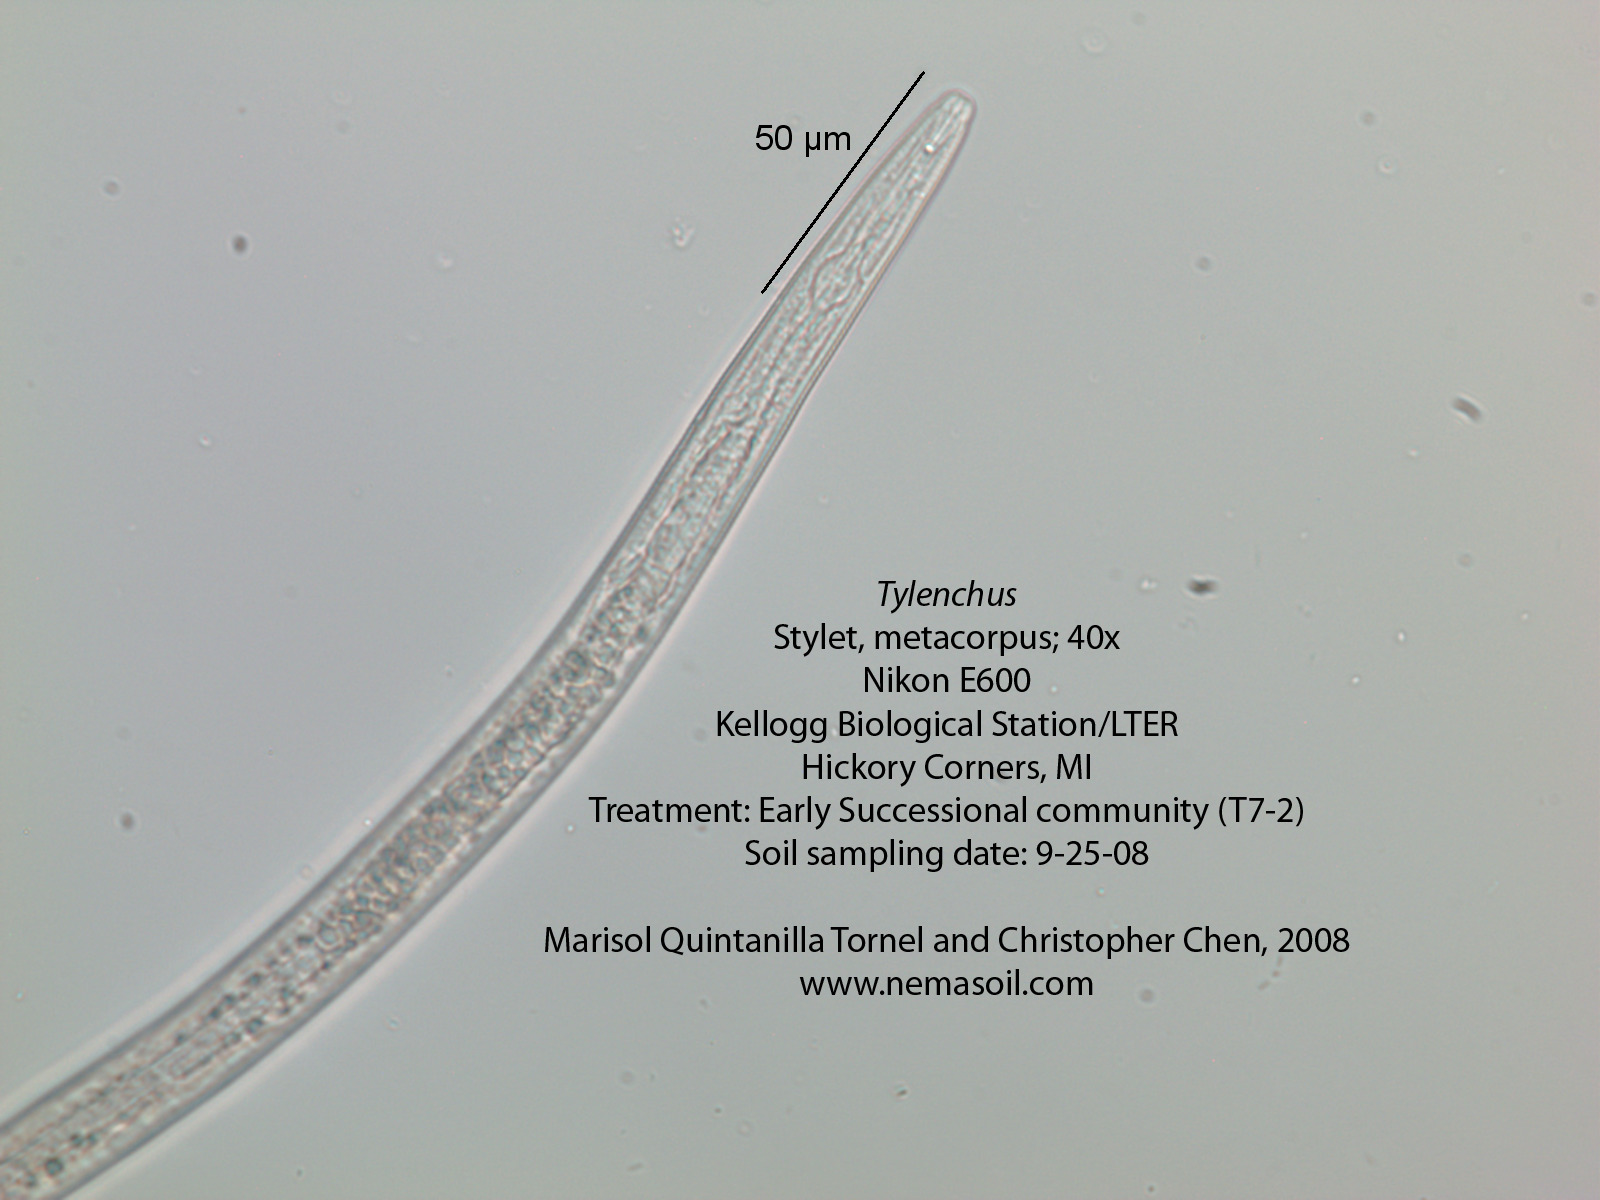 50 µm
Tylenchus
Stylet, metacorpus; 40x
Nikon E600
Kellogg Biological Station/LTER
Hickory Corners, MI
Treatment: Early Successional community (T7-2)
Soil sampling date: 9-25-08
Marisol Quintanilla Tornel and Christopher Chen, 2008
www.nemasoil.com